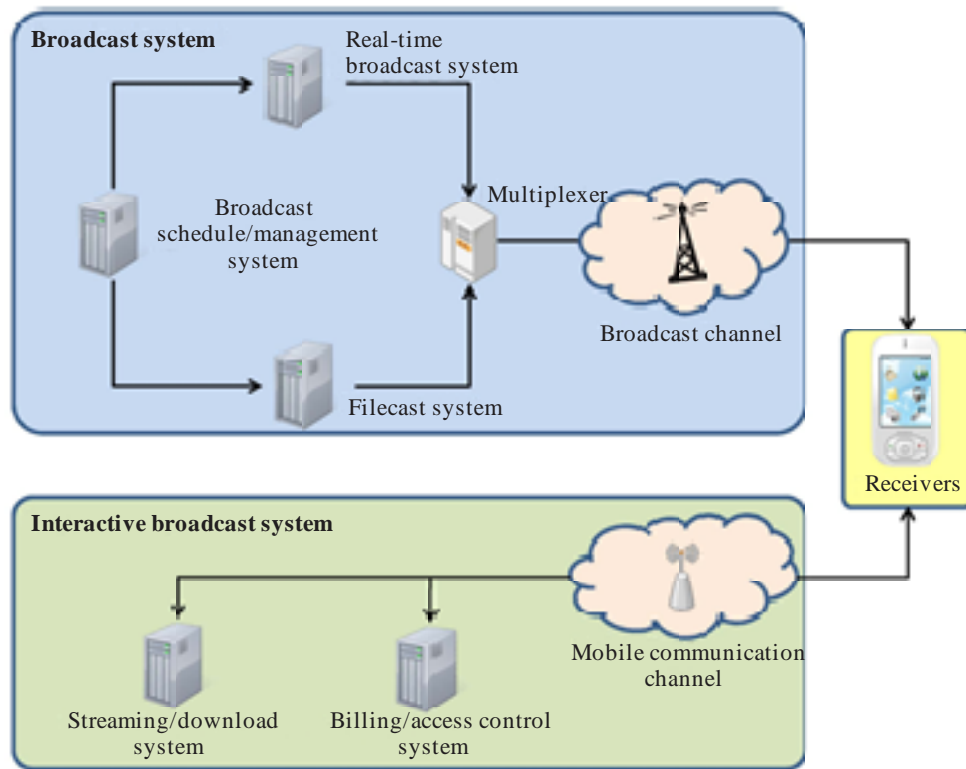 Broadcast system
Real-time
broadcast system
Broadcast
schedule/management
system
Multiplexer
Broadcast channel
Filecast system
Receivers
Interactive broadcast system
Mobile communication
channel
Streaming/download
system
Billing/access control
system